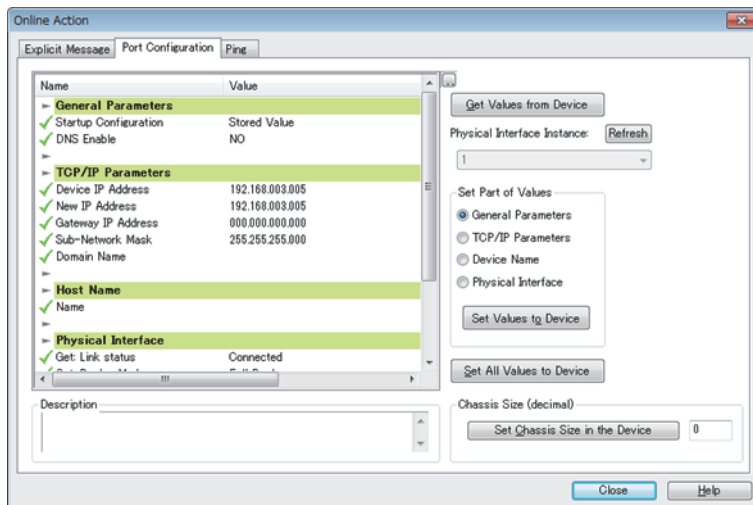 Online Action
Explicit Message Port Configuration Ping
Name Value
General Parameters
Startup Configuration Stored Value
DNS Enable NO
TCP/IP Parameters
Device IP Address 192.168.003.005
New IP Address 192.168.003.005
Gateway IP Address 000.000.000.000
Sub-Network Mask 255.255.255.000
Domain Name
Host Name
Name
Physical Interface
Get: Link status Connected
...
Get Values from Device
Physical Interface Instance: Refresh
1
Set Part of Values
General Parameters
TCP/IP Parameters
Device Name
Physical Interface
Set Values to Device
Set All Values to Device
Description
Chassis Size (decimal)
Set Chassis Size in the Device 0
Close Help